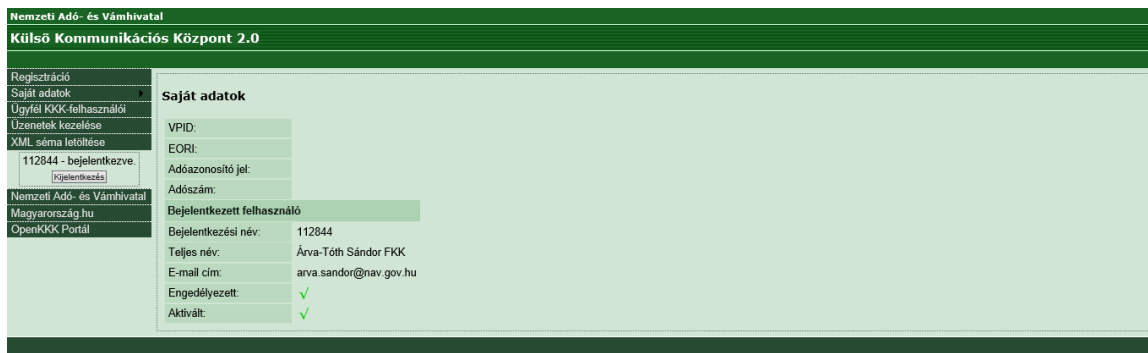 Nemzeti Adó- és Vámhivatal
Külső Kommunikációs Központ 2.0
Regisztráció
Saját adatok
Ügyfél KKK-felhasználói
Üzenetek kezelése
XML séma letöltése
112844 - bejelentkezve.
Kijelentkezés
Nemzeti Adó- és Vámhivatal
Magyarország.hu
OpenKKK Portál
Saját adatok
VPID:
EORI:
Adóazonosító jel:
Adószám:
Bejelentkezett felhasználó
Bejelentkezési név: 112844
Teljes név: Árva-Tóth Sándor FKK
E-mail cím: arva.sandor@nav.gov.hu
Engedélyezett: √
Aktivált: √